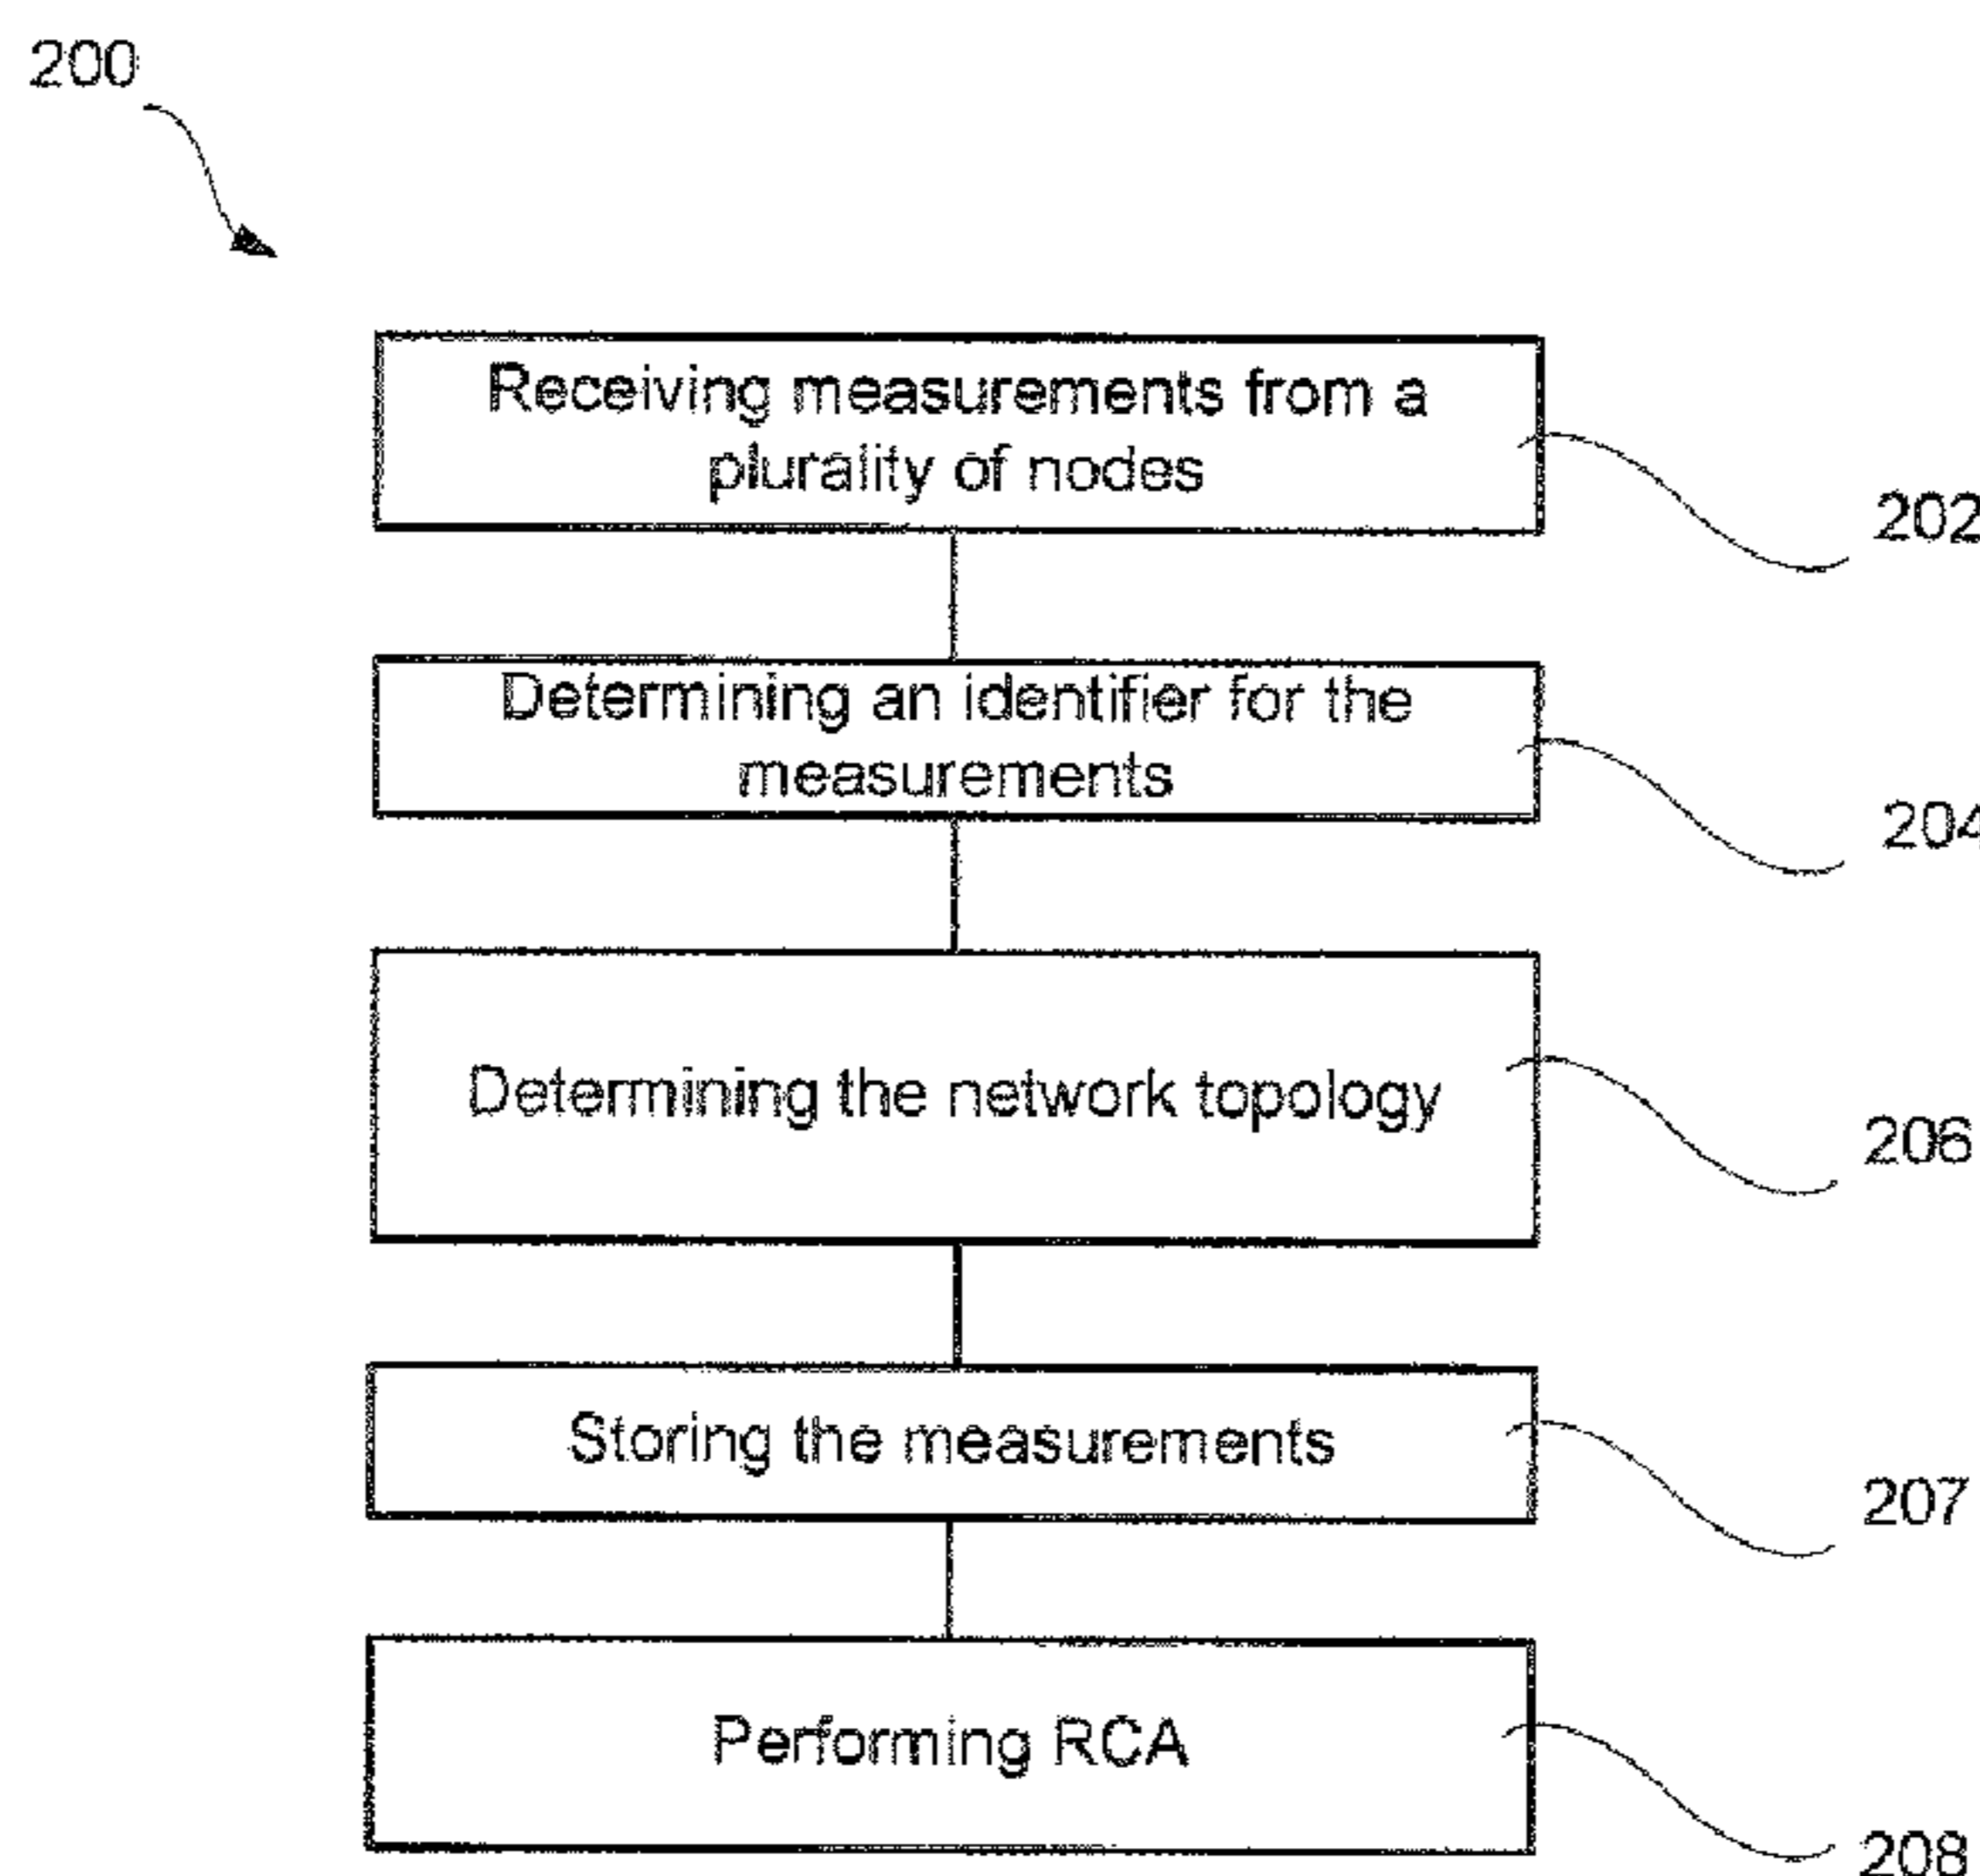 200
Receiving measurements from a
plurality of nodes
202
Determining an identifier for the
measurements
204
Determining the network topology
206
Storing the measurements
207
Performing RCA
208